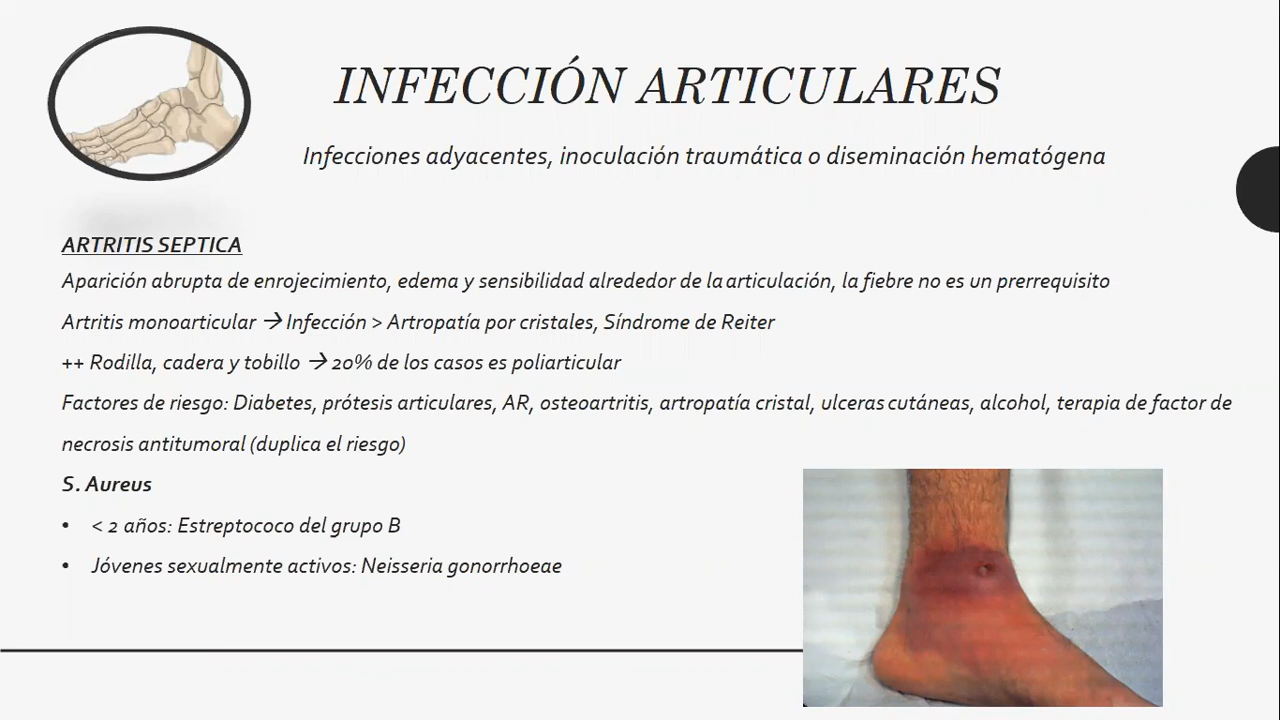 INFECCIÓN ARTICULARES
Infecciones adyacentes, inoculación traumática o diseminación hematógena
ARTRITIS SEPTICA
Aparición abrupta de enrojecimiento, edema y sensibilidad alrededor de la articulación, la fiebre no es un prerrequisito
Artritis monoarticular → Infección > Artropatía por cristales, Síndrome de Reiter
++ Rodilla, cadera y tobillo → 20% de los casos es poliarticular
Factores de riesgo: Diabetes, prótesis articulares, AR, osteoartritis, artropatía cristal, ulceras cutáneas, alcohol, terapia de factor de
necrosis antitumoral (duplica el riesgo)
S. Aureus
• < 2 años: Estreptococo del grupo B
• Jóvenes sexualmente activos: Neisseria gonorrhoeae